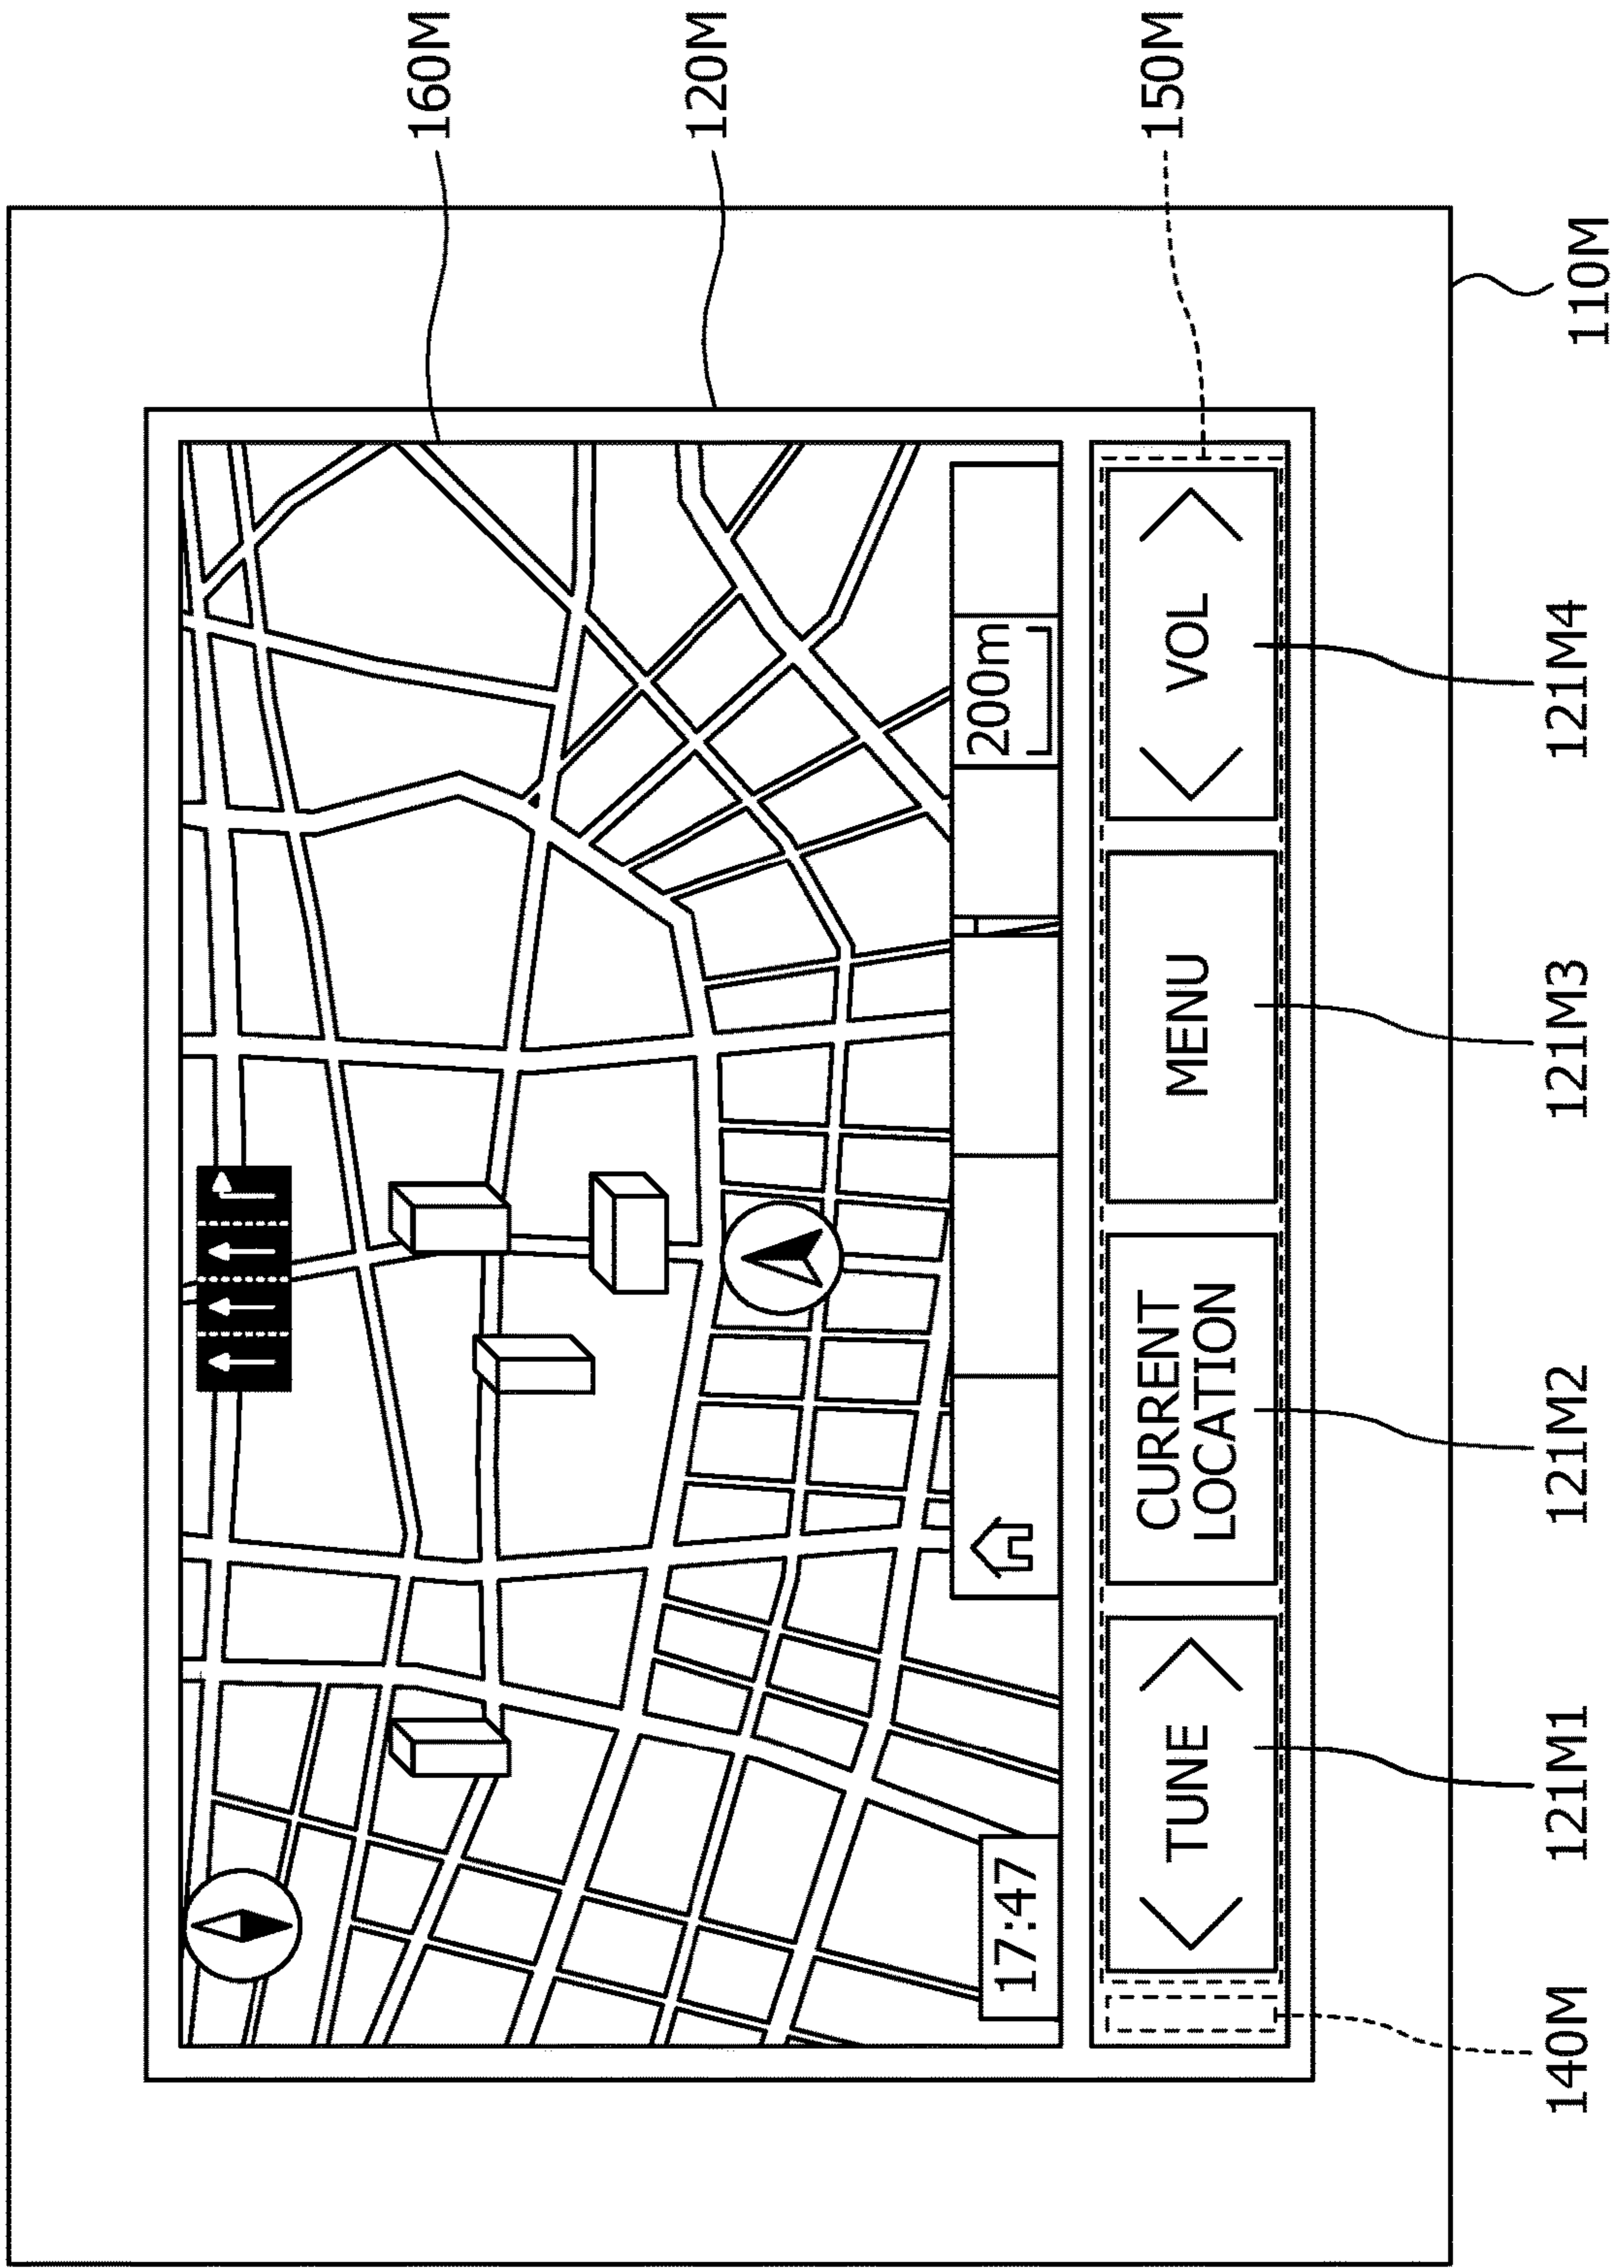 160M
120M
150M
110M
17:47
200m
TUNE
CURRENT
LOCATION
MENU
VOL
140M
121M1
121M2
121M3
121M4